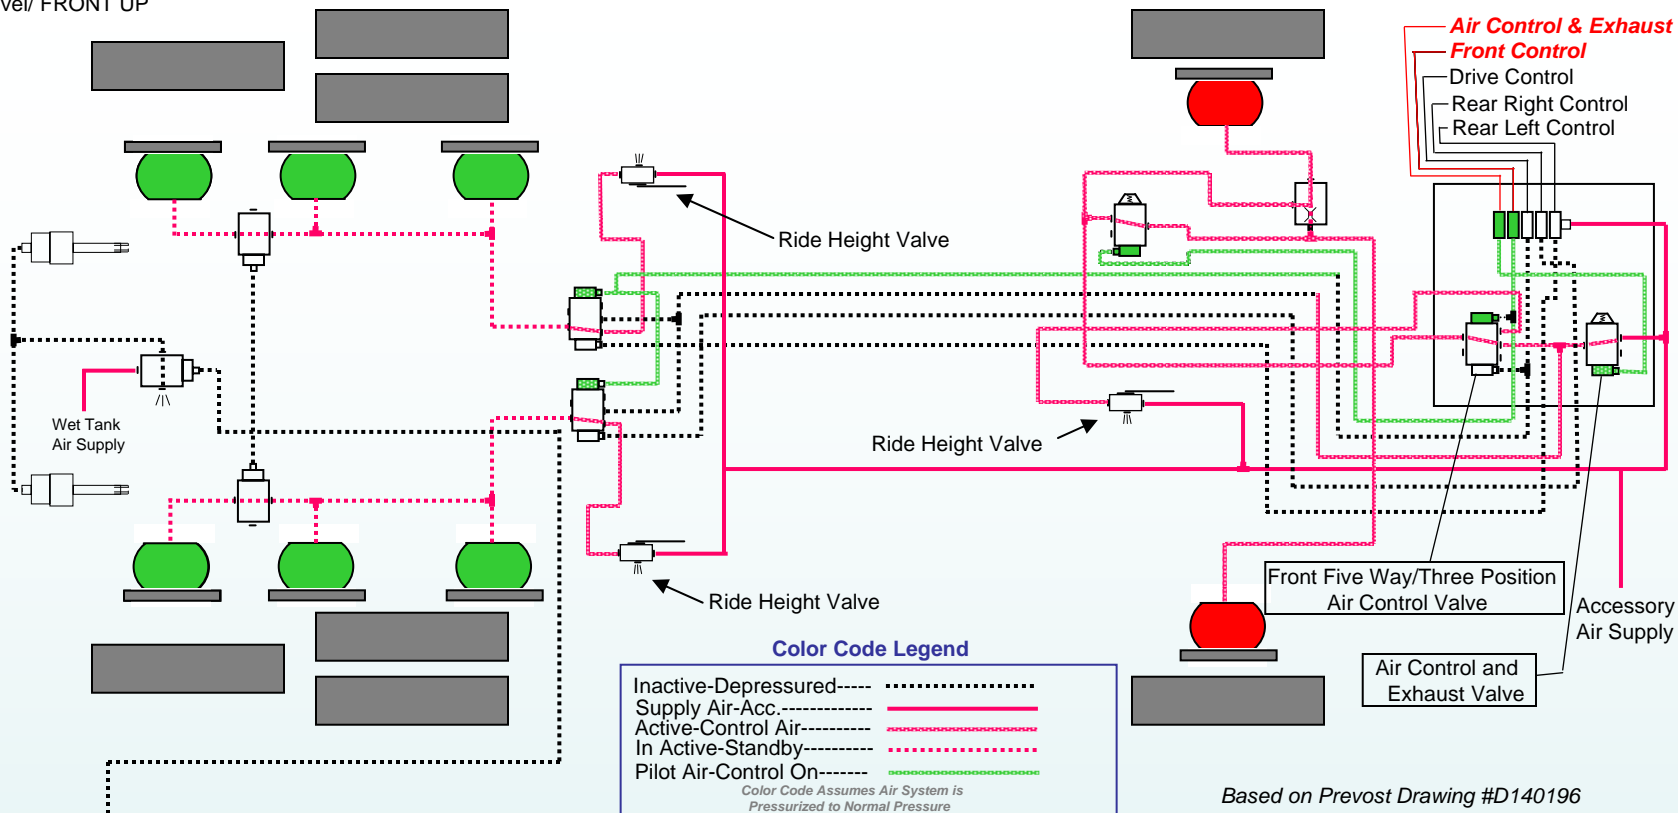 vel/ FRONT UP
Air Control & Exhaust
Front Control
Drive Control
Rear Right Control
Rear Left Control
Ride Height Valve
Wet Tank
Air Supply
Ride Height Valve
Ride Height Valve
Front Five Way/Three Position
Air Control Valve
Accessory
Air Supply
Air Control and
Exhaust Valve
Color Code Legend
Inactive-Depressured-----
Supply Air-Acc.-------------
Active-Control Air----------
In Active-Standby----------
Pilot Air-Control On-------
Color Code Assumes Air System is
Pressurized to Normal Pressure
Based on Prevost Drawing #D140196